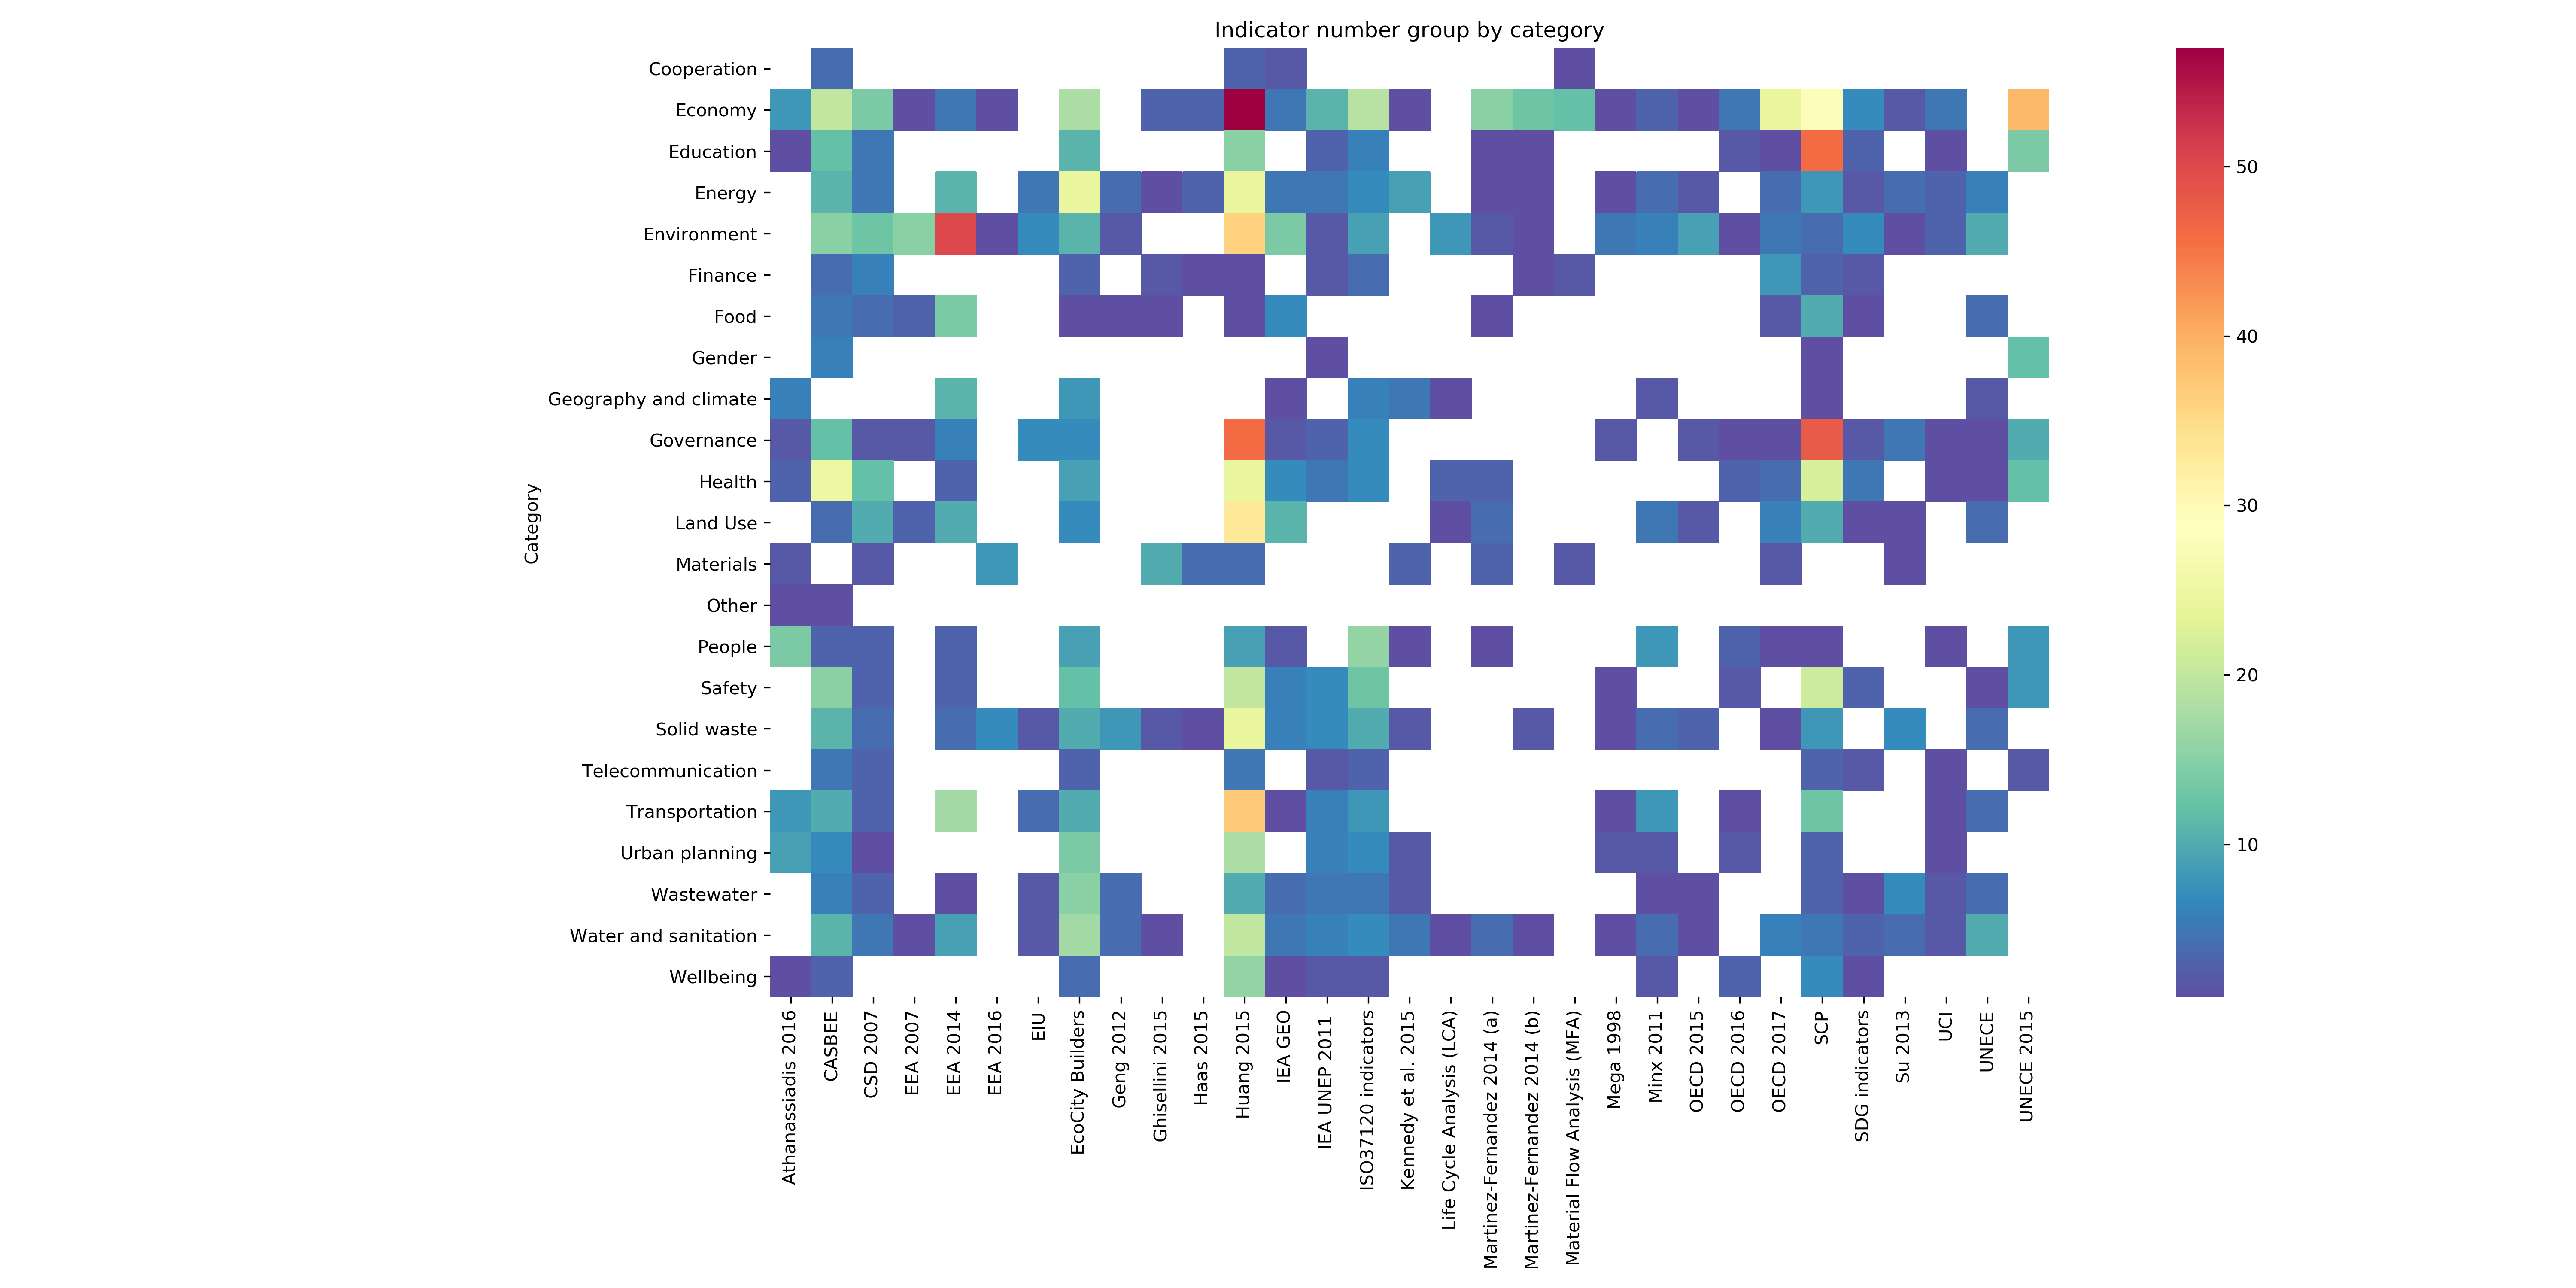 Indicator number group by category
Category
Cooperation
Economy
Education
Energy
Environment
Finance
Food
Gender
Geography and climate
Governance
Health
Land Use
Materials
Other
People
Safety
Solid waste
Telecommunication
Transportation
Urban planning
Wastewater
Water and sanitation
Wellbeing
Athanassiadis 2016
CASBEE
CSD 2007
EEA 2007
EEA 2014
EEA 2016
EIU
EcoCity Builders
Geng 2012
Ghisellini 2015
Haas 2015
Huang 2015
IEA GEO
IEA UNEP 2011
ISO37120 indicators
Kennedy et al. 2015
Life Cycle Analysis (LCA)
Martinez-Fernandez 2014 (a)
Martinez-Fernandez 2014 (b)
Material Flow Analysis (MFA)
Mega 1998
Minx 2011
OECD 2015
OECD 2016
OECD 2017
SCP
SDG indicators
Su 2013
UCI
UNECE
UNECE 2015
50
40
30
20
10